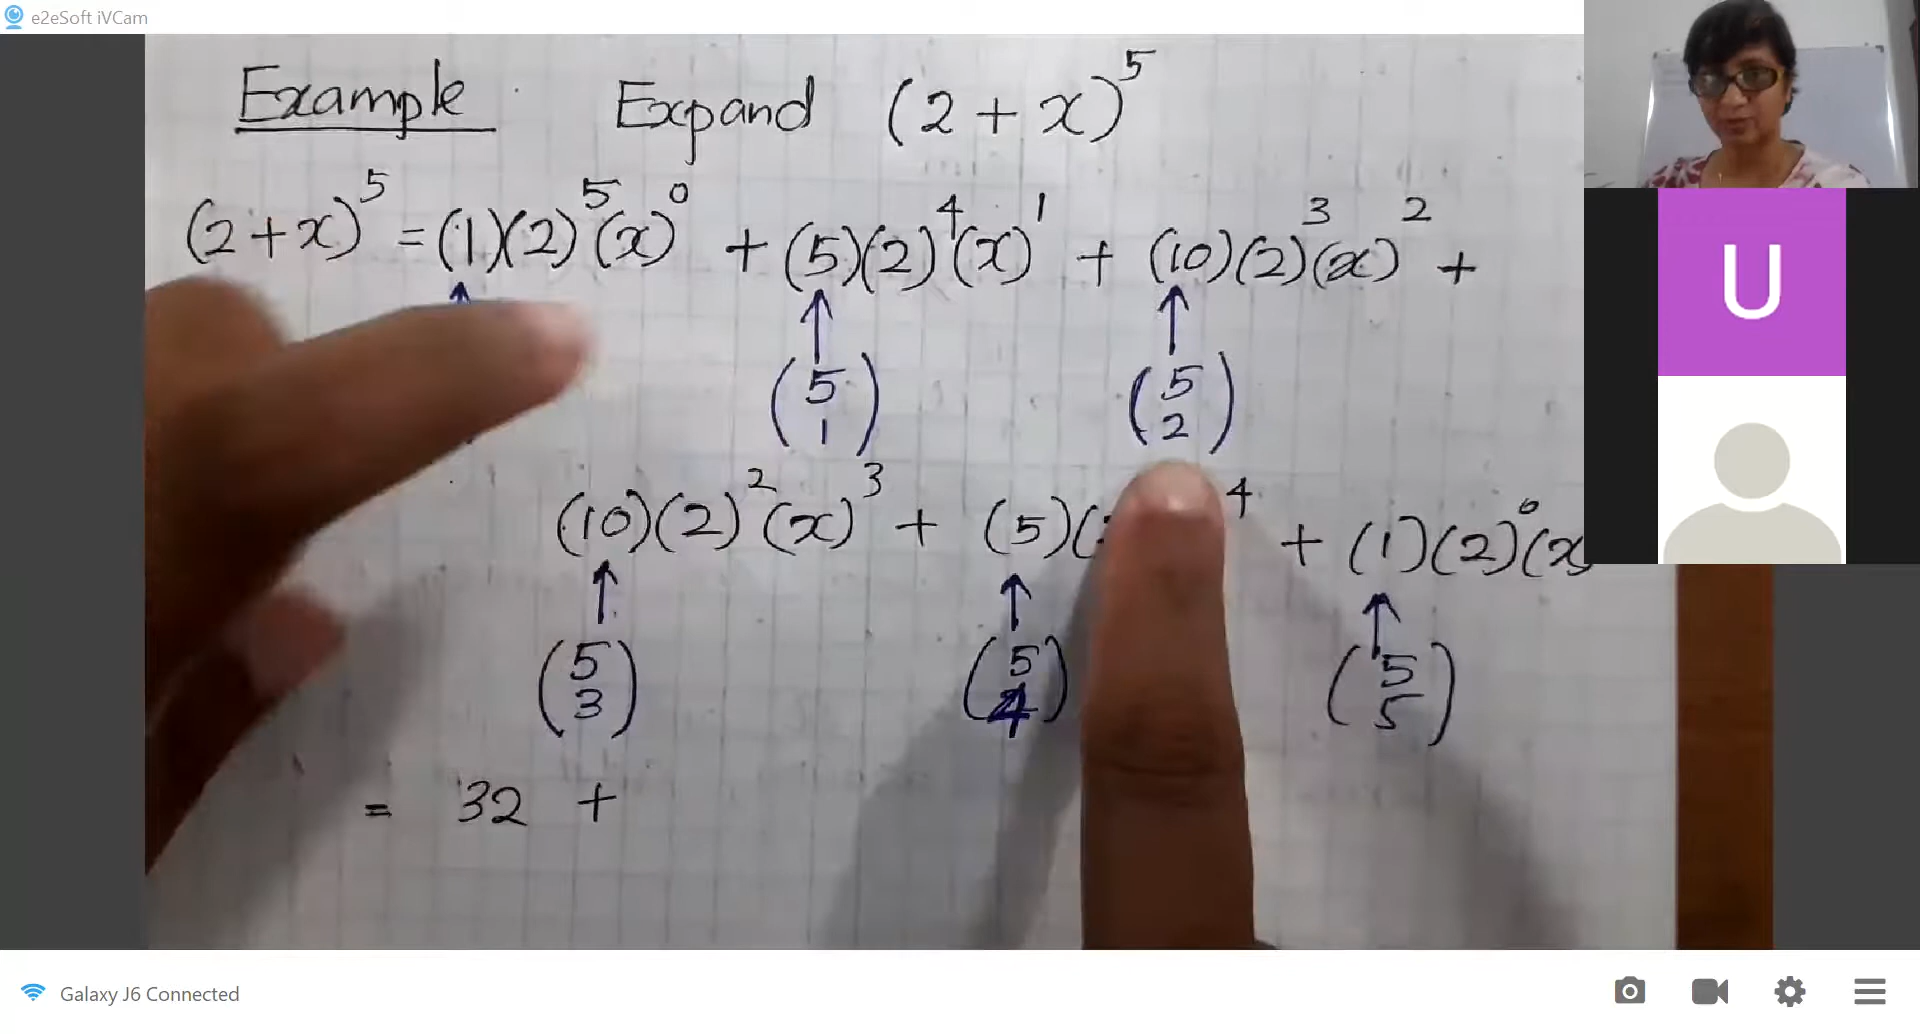 e2eSoft iVCam
Example Expand (2 + x)⁵
(2+x)⁵ = (1)(2)⁵(x)⁰ + (5)(2)⁴(x)¹ + (10)(2)³(x)² +
↑ ↑ ↑
(5 1) (5 2)
(10)(2)²(x)³ + (5)( ⁴ + (1)(2)⁰(x
↑ ↑ ↑
(5 3) (5 4) (5 5)
= 32 +
U
Galaxy J6 Connected